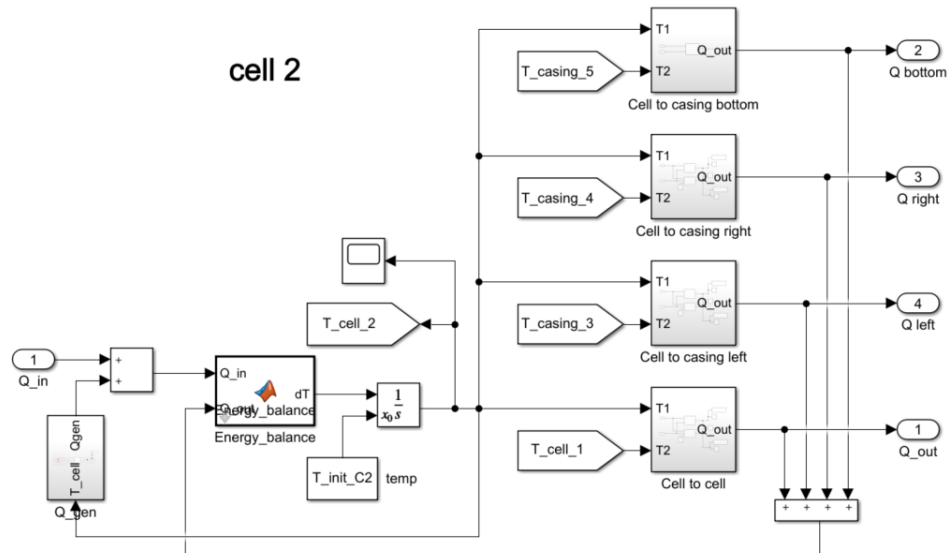 cell 2
T1
T_casing_5
T2
Q_out
Cell to casing bottom
2
Q bottom
T1
T_casing_4
T2
Q_out
Cell to casing right
3
Q right
T1
T_casing_3
T2
Q_out
Cell to casing left
4
Q left
T_cell_2
1
Q_in
+
+
Q_in
dT
Energy_balance
Energy_balance
1
s
x0
T_init_C2
temp
Qgen
T_cell
Q_gen
T1
T_cell_1
T2
Q_out
Cell to cell
1
Q_out
+ + + +